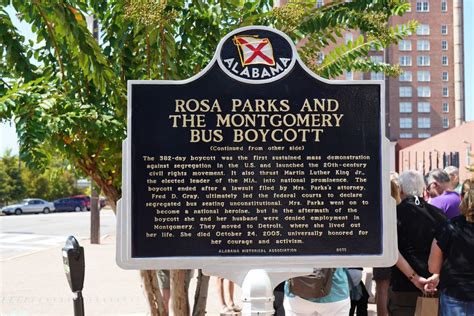 ALABAMA
ROSA PARKS AND
THE MONTGOMERY
BUS BOYCOTT
(Continued from other side)
The 382-day boycott was the first sustained mass demonstration
against segregation in the U.S. and launched the 20th-century
civil rights movement. It also thrust Martin Luther King Jr.,
the elected leader of the MIA, into national prominence. The
boycott ended after a lawsuit filed by Mrs. Parks's attorney,
Fred D. Gray, ultimately led the federal courts to declare
segregated bus seating unconstitutional. Mrs. Parks went on to
become a national heroine, but in the aftermath of the
boycott she and her husband were denied employment in
Montgomery. They moved to Detroit, where she lived out
her life. She died October 24, 2005, universally honored for
her courage and activism.
ALABAMA HISTORICAL ASSOCIATION